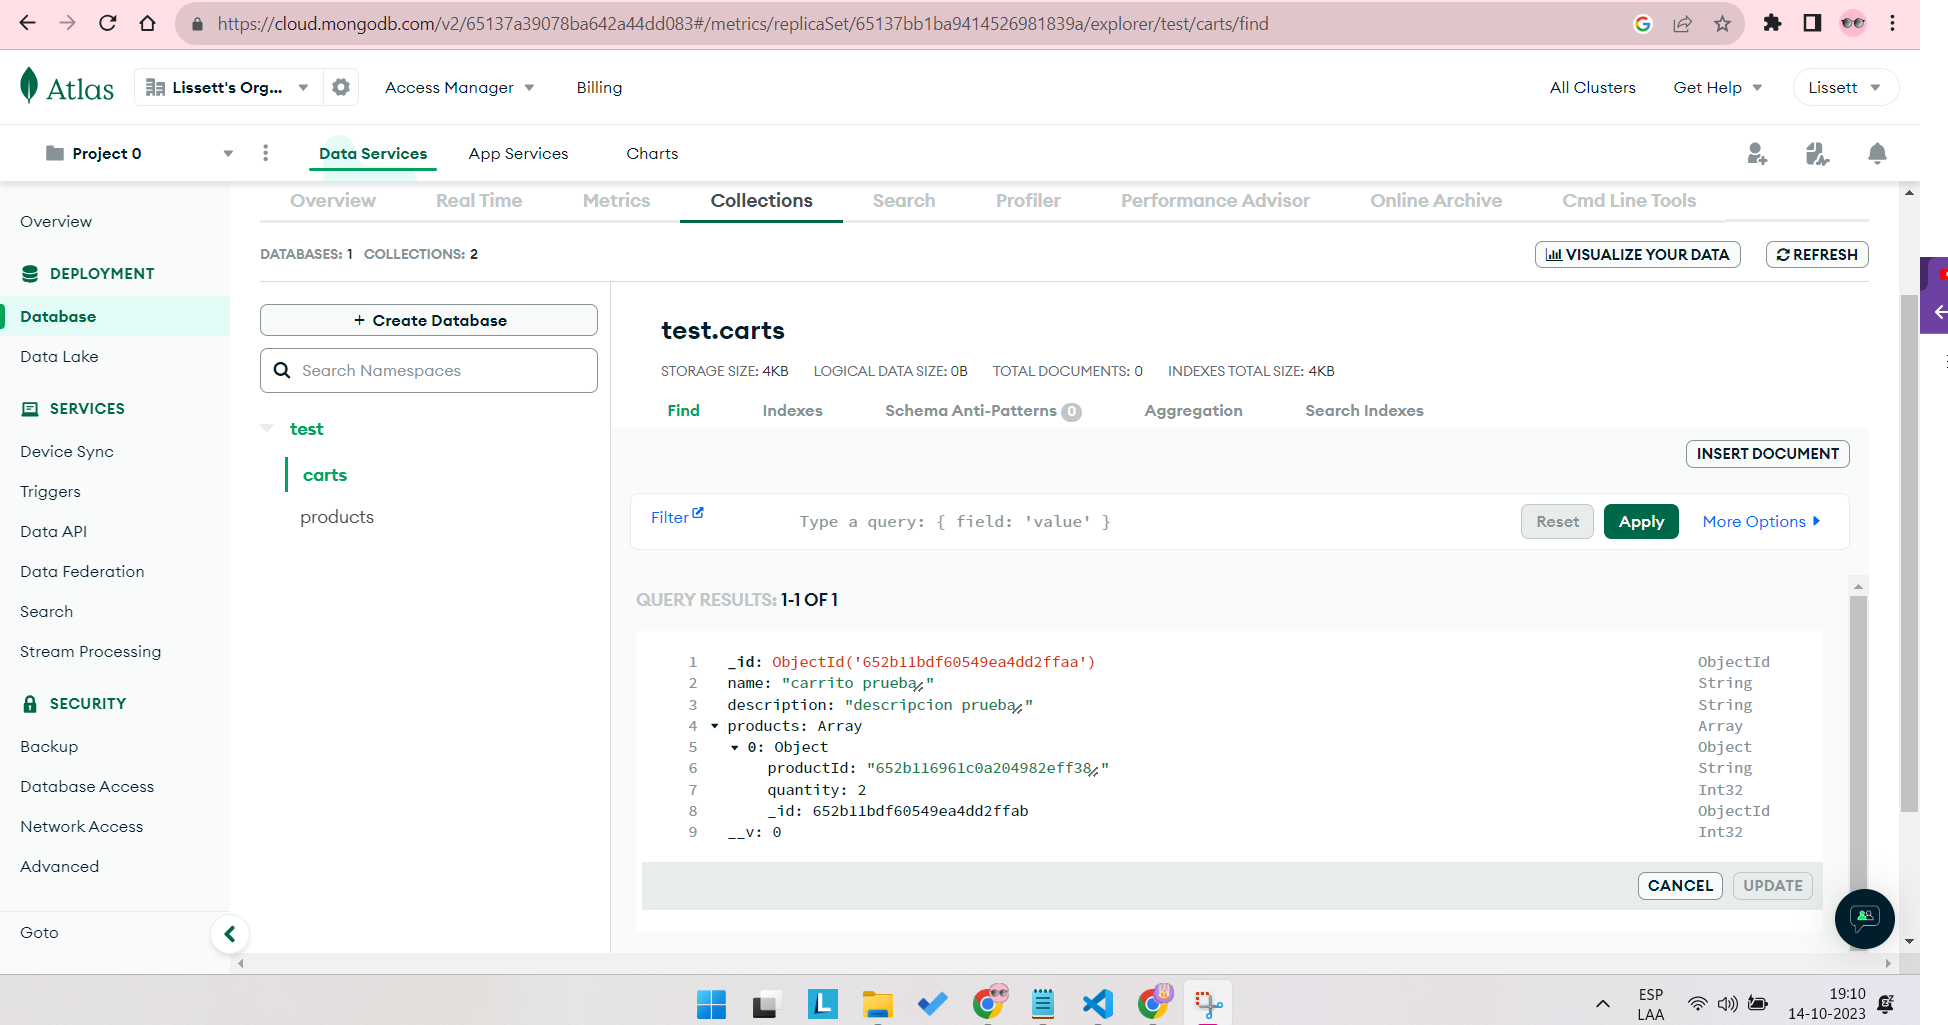 https://cloud.mongodb.com/v2/65137a39078ba642a44dd083#/metrics/replicaSet/65137bb1ba9414526981839a/explorer/test/carts/find
Atlas
Lissett's Org...
Access Manager
Billing
All Clusters
Get Help
Lissett
Project 0
Data Services
App Services
Charts
Overview
Real Time
Metrics
Collections
Search
Profiler
Performance Advisor
Online Archive
Cmd Line Tools
Overview
DEPLOYMENT
Database
Data Lake
SERVICES
Device Sync
Triggers
Data API
Data Federation
Search
Stream Processing
SECURITY
Backup
Database Access
Network Access
Advanced
Goto
DATABASES: 1 COLLECTIONS: 2
VISUALIZE YOUR DATA
REFRESH
+ Create Database
Search Namespaces
test
carts
products
test.carts
STORAGE SIZE: 4KB LOGICAL DATA SIZE: 0B TOTAL DOCUMENTS: 0 INDEXES TOTAL SIZE: 4KB
Find
Indexes
Schema Anti-Patterns 0
Aggregation
Search Indexes
INSERT DOCUMENT
Filter
Type a query: { field: 'value' }
Reset
Apply
More Options
QUERY RESULTS: 1-1 OF 1
1 _id: ObjectId('652b11bdf60549ea4dd2ffaa') ObjectId
2 name: "carrito prueba" String
3 description: "descripcion prueba" String
4 products: Array Array
5 0: Object Object
6 productId: "652b116961c0a204982eff38" String
7 quantity: 2 Int32
8 _id: 652b11bdf60549ea4dd2ffab ObjectId
9 __v: 0 Int32
CANCEL
UPDATE
L
ESP
LAA
19:10
14-10-2023